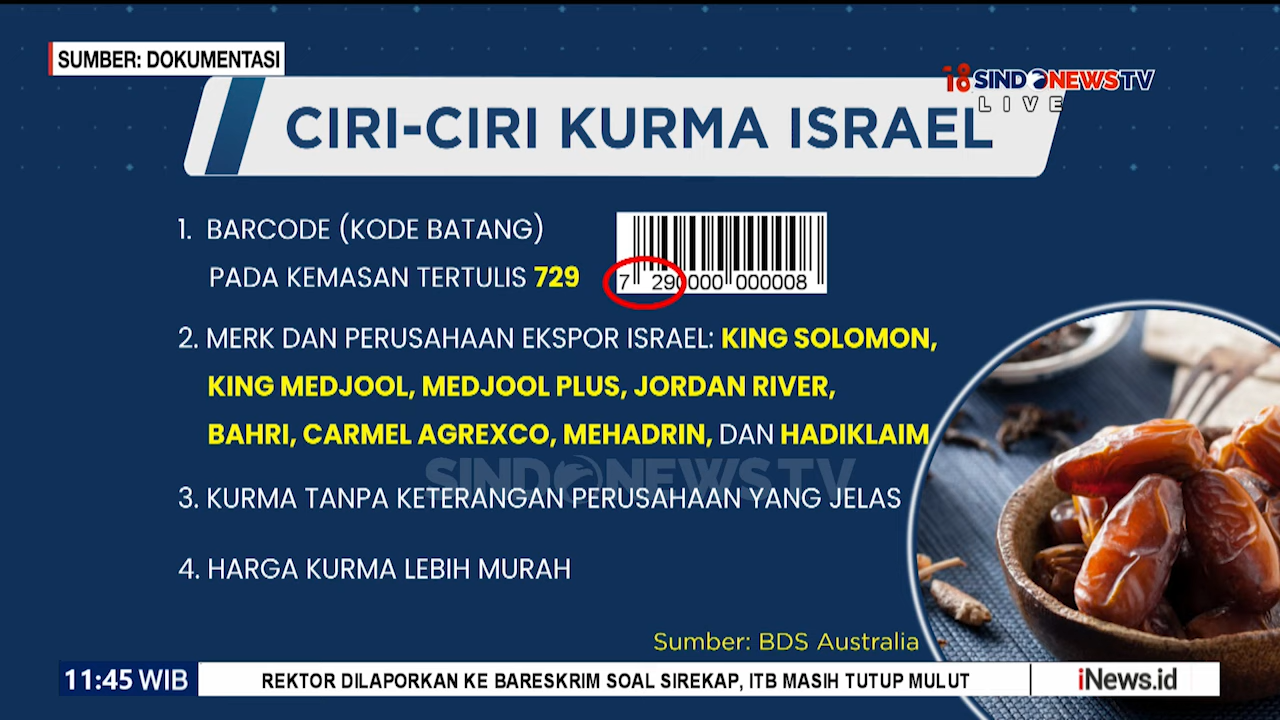 SUMBER: DOKUMENTASI
18 SINDONEWSTV
LIVE
CIRI-CIRI KURMA ISRAEL
1. BARCODE (KODE BATANG)
PADA KEMASAN TERTULIS 729
7 290000 000008
2. MERK DAN PERUSAHAAN EKSPOR ISRAEL: KING SOLOMON,
KING MEDJOOL, MEDJOOL PLUS, JORDAN RIVER,
BAHRI, CARMEL AGREXCO, MEHADRIN, DAN HADIKLAIM
SINDONEWSTV
3. KURMA TANPA KETERANGAN PERUSAHAAN YANG JELAS
4. HARGA KURMA LEBIH MURAH
Sumber: BDS Australia
11:45 WIB
REKTOR DILAPORKAN KE BARESKRIM SOAL SIREKAP, ITB MASIH TUTUP MULUT
iNews.id